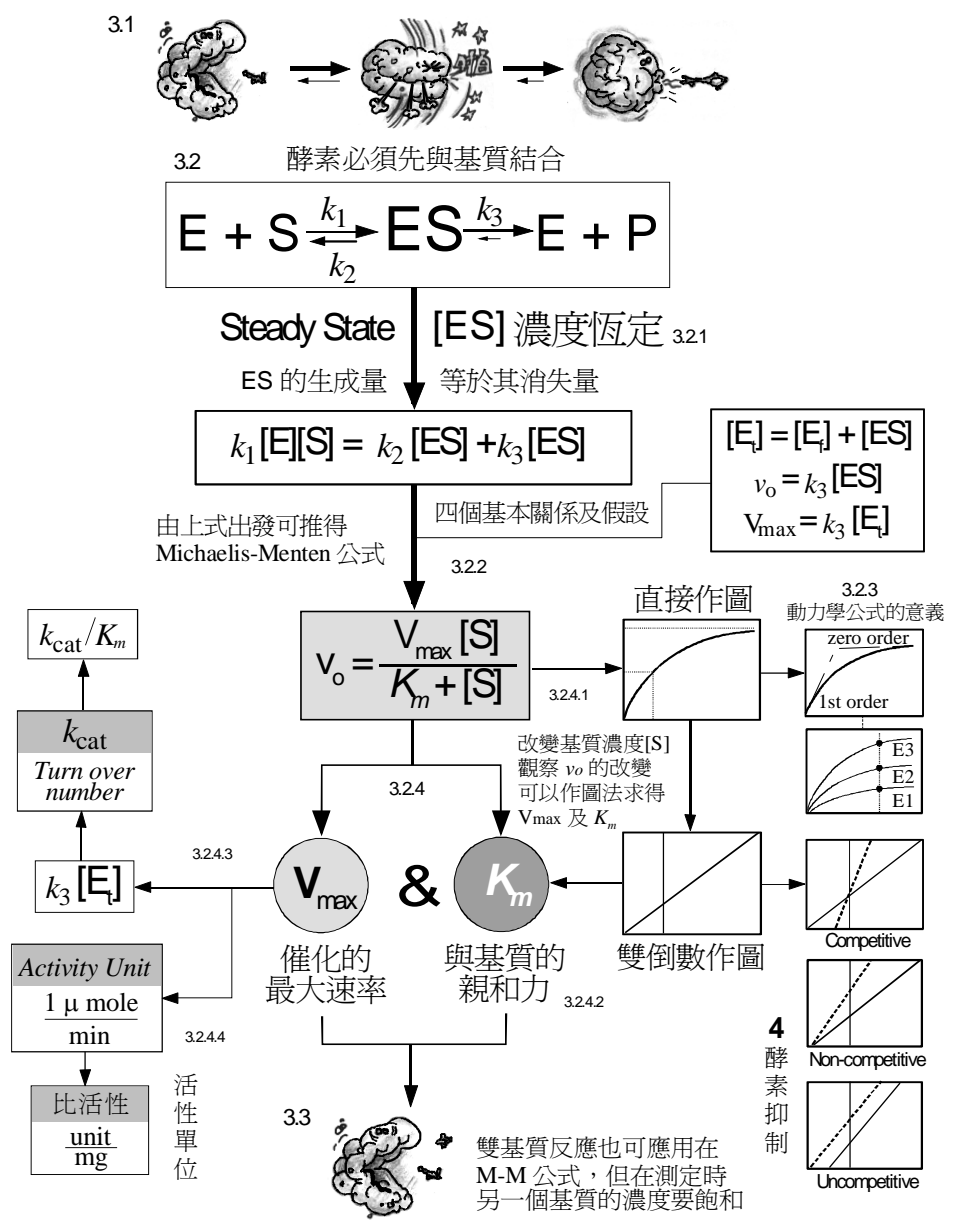 3.1
3.2
酵素必須先與基質結合
E + S k1 k2 ES k3 E + P
Steady State [ES] 濃度恆定 3.2.1
ES 的生成量 等於其消失量
k1 [E][S] = k2 [ES] + k3 [ES]
[Et] = [Ef] + [ES]
vo = k3 [ES]
Vmax = k3 [Et]
四個基本關係及假設
由上式出發可推得
Michaelis-Menten 公式
3.2.2
vo = Vmax [S] / Km + [S]
直接作圖
3.2.4.1
3.2.3
動力學公式的意義
zero order
1st order
E3
E2
E1
kcat /Km
kcat
Turn over
number
k3 [Et]
3.2.4.3
3.2.4
改變基質濃度[S]
觀察 vo 的改變
可以作圖法求得
Vmax 及 Km
Vmax & Km
催化的
最大速率
與基質的
親和力
3.2.4.2
雙倒數作圖
Activity Unit
1 μ mole
min
3.2.4.4
比活性
unit
mg
活性單位
4
酵素抑制
Competitive
Non-competitive
Uncompetitive
3.3
雙基質反應也可應用在
M-M 公式，但在測定時
另一個基質的濃度要飽和